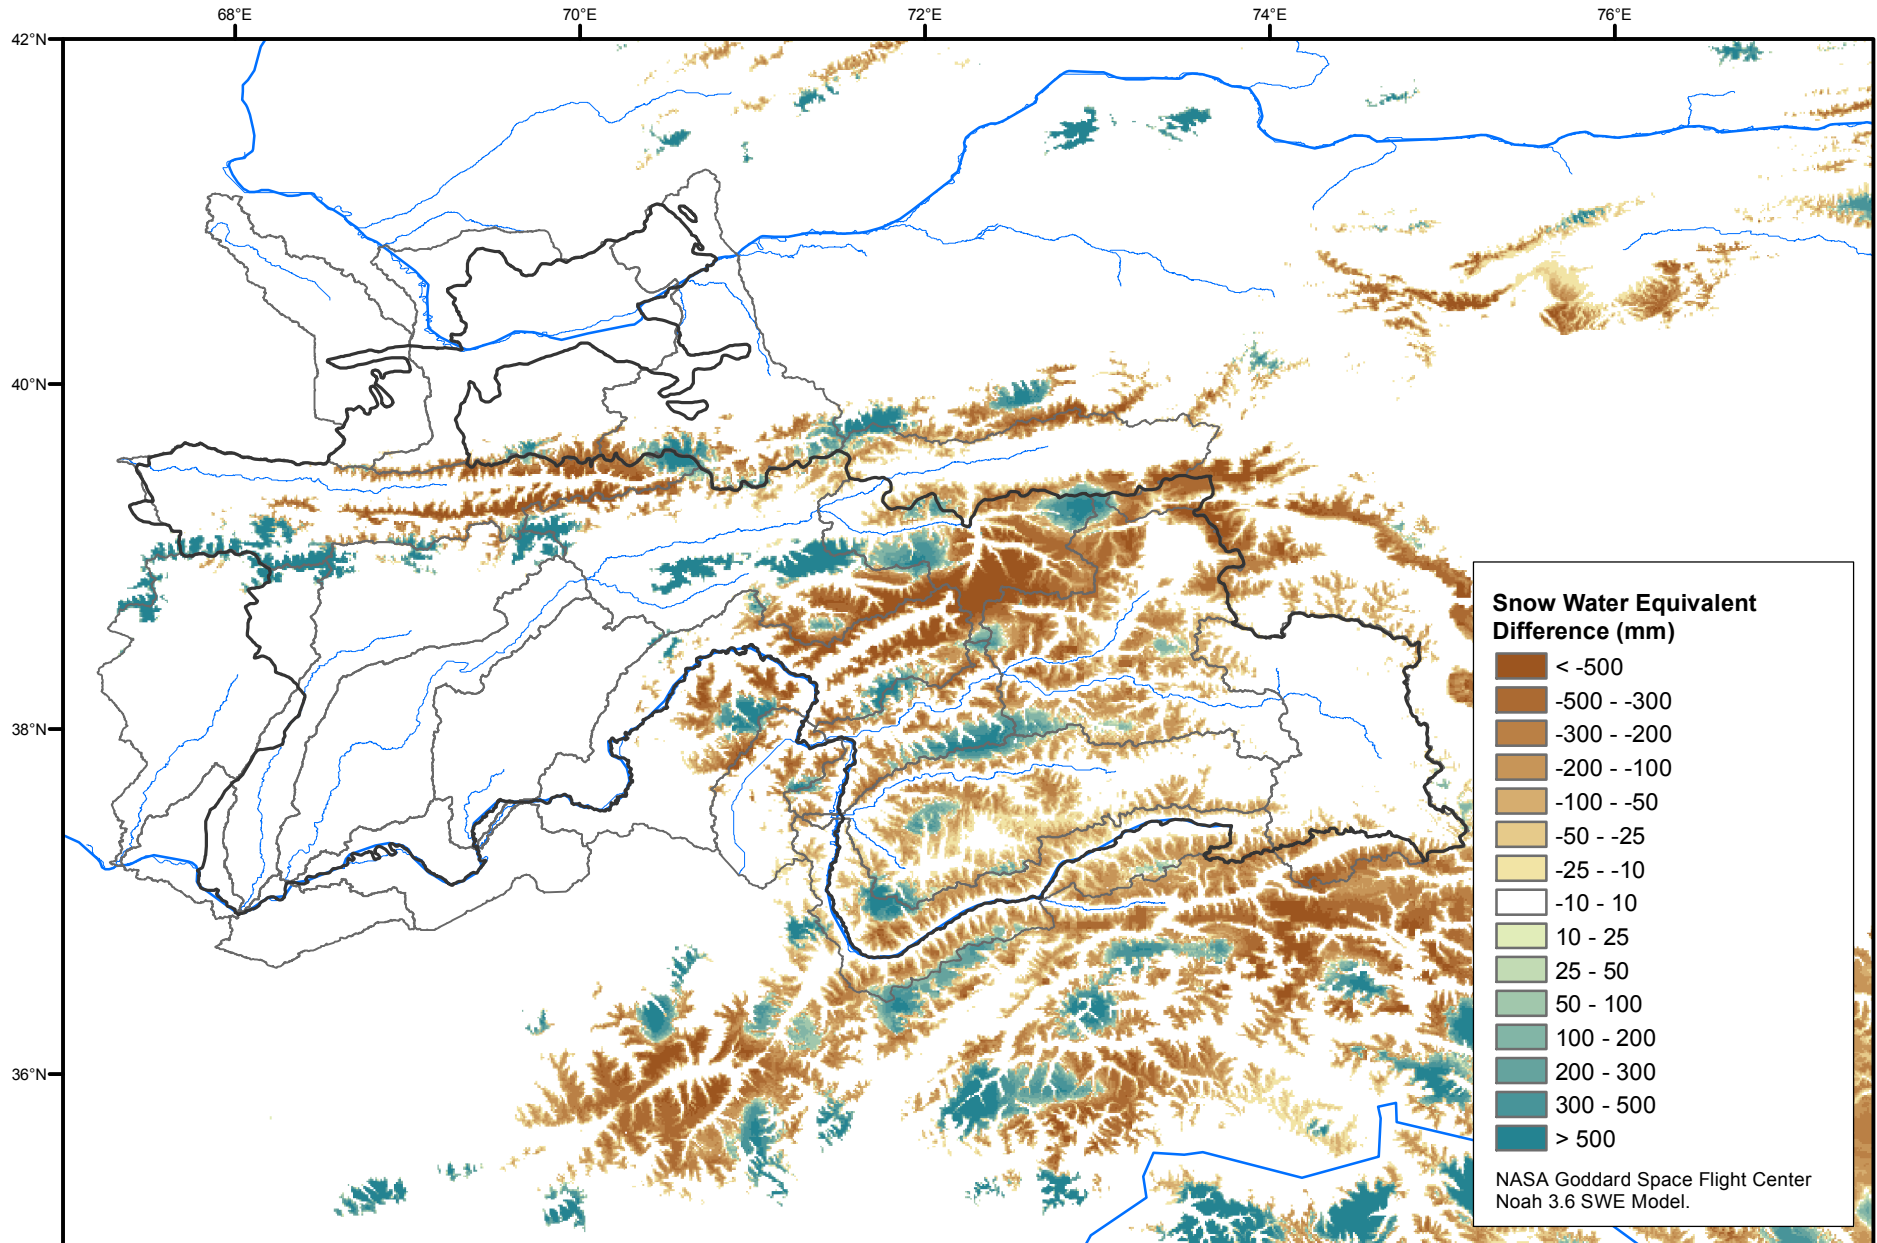 68°E
70°E
72°E
74°E
76°E
42°N
40°N
38°N
36°N
Snow Water Equivalent
Difference (mm)
< -500
-500 - -300
-300 - -200
-200 - -100
-100 - -50
-50 - -25
-25 - -10
-10 - 10
10 - 25
25 - 50
50 - 100
100 - 200
200 - 300
300 - 500
> 500
NASA Goddard Space Flight Center
Noah 3.6 SWE Model.